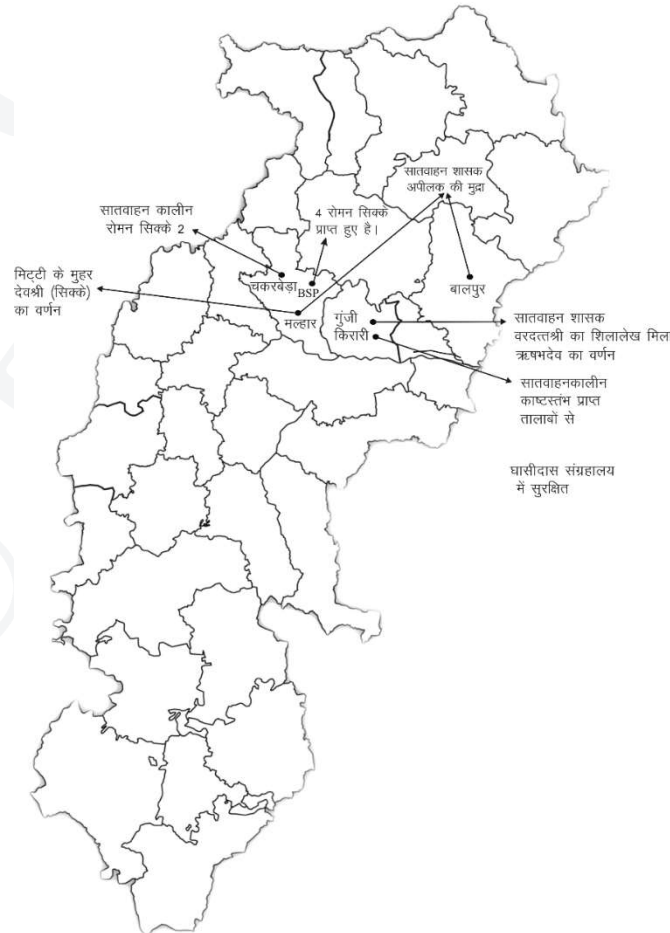 सातवाहन शासक
अपीलक की मुद्रा
सातवाहन कालीन
रोमन सिक्के 2
4 रोमन सिक्के
प्राप्त हुए है।
चकरबेड़ा
BSP
बालपुर
मिट्टी के मुहर
देवश्री (सिक्के)
का वर्णन
मल्हार
गुंजी
किरारी
सातवाहन शासक
वरदत्तश्री का शिलालेख मिला
ऋषभदेव का वर्णन
सातवाहनकालीन
काष्टस्तंभ प्राप्त
तालाबों से
घासीदास संग्रहालय
में सुरक्षित